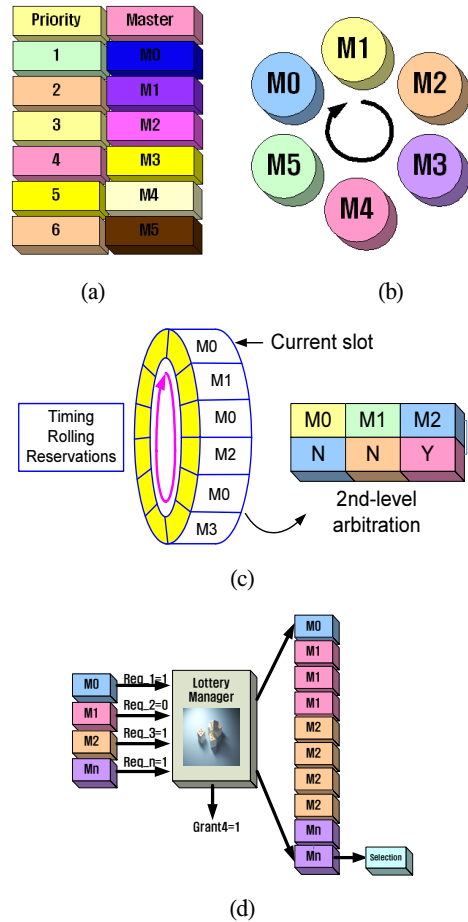 Priority Master
1 M0
2 M1
3 M2
4 M3
5 M4
6 M5
(a)
M1
M0 M2
M5 M3
M4
(b)
M0
M1
M0
M2
M0
M3
Current slot
Timing
Rolling
Reservations
M0 M1 M2
N N Y
2nd-level
arbitration
(c)
M0
M1
M2
Mn
Req_1=1
Req_2=0
Req_3=1
Req_n=1
Lottery
Manager
Grant4=1
M0
M1
M1
M1
M2
M2
M2
M2
Mn
Mn
Selection
(d)